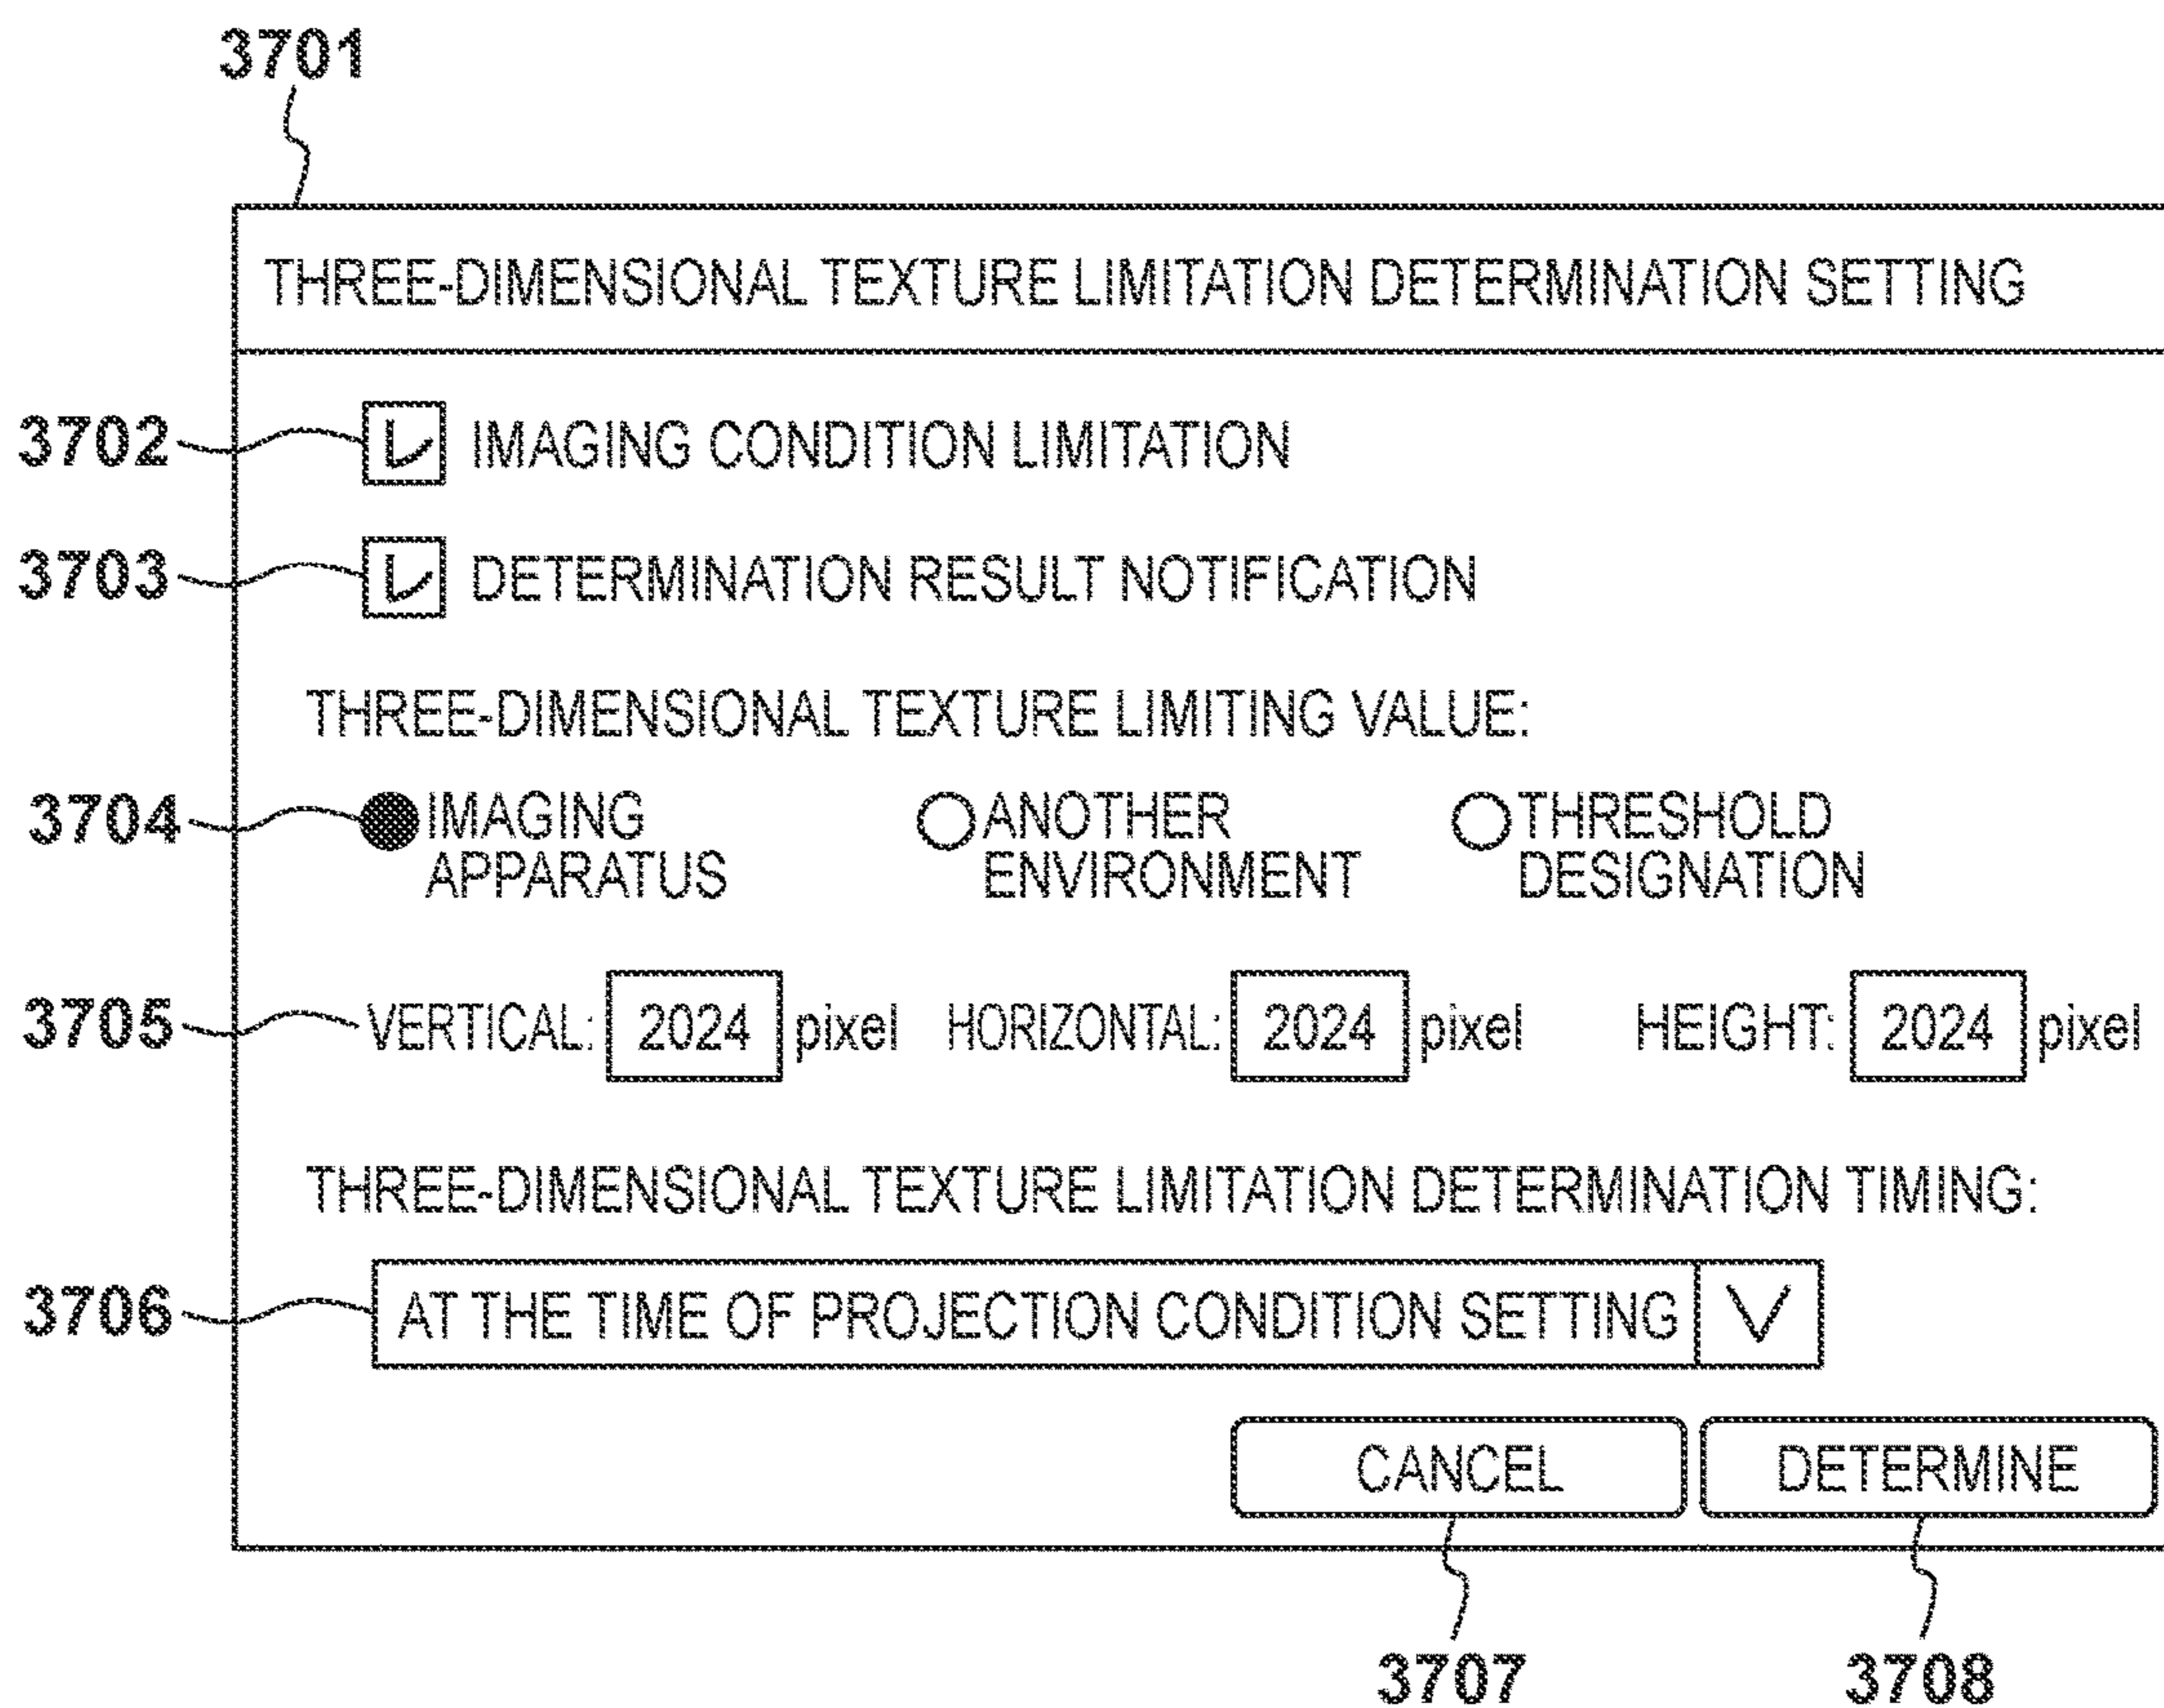 3701
THREE-DIMENSIONAL TEXTURE LIMITATION DETERMINATION SETTING
3702 IMAGING CONDITION LIMITATION
3703 DETERMINATION RESULT NOTIFICATION
THREE-DIMENSIONAL TEXTURE LIMITING VALUE:
3704 IMAGING APPARATUS ANOTHER ENVIRONMENT THRESHOLD DESIGNATION
3705 VERTICAL: 2024 pixel HORIZONTAL: 2024 pixel HEIGHT: 2024 pixel
THREE-DIMENSIONAL TEXTURE LIMITATION DETERMINATION TIMING:
3706 AT THE TIME OF PROJECTION CONDITION SETTING
CANCEL DETERMINE
3707 3708